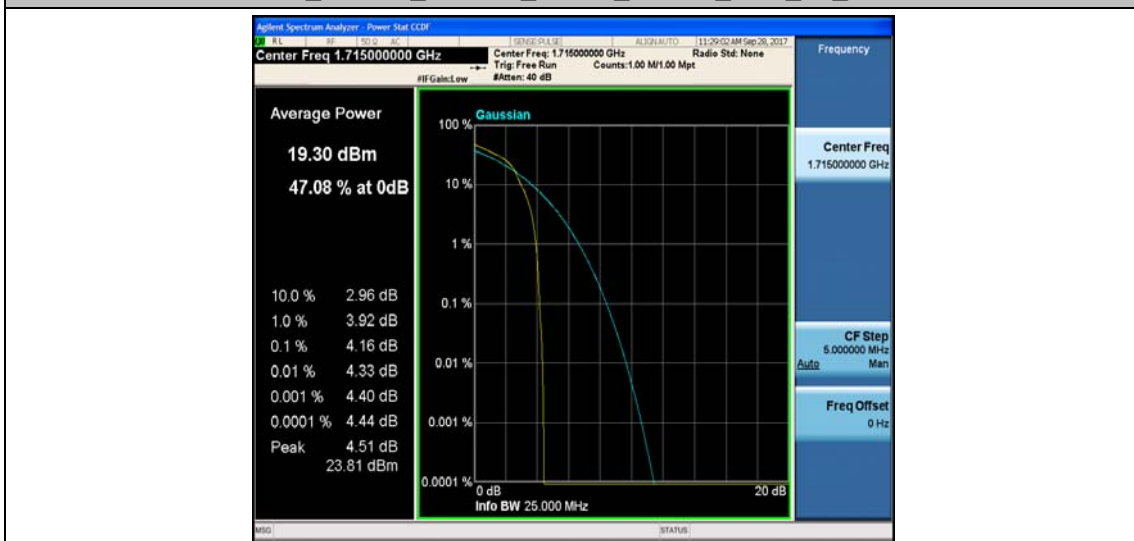 Agilent Spectrum Analyzer - Power Stat CCDF
RL RF 50 Ω AC SENSE:PULSE ALIGN AUTO 11:29:02 AM Sep 28, 2017
Center Freq 1.715000000 GHz
Center Freq: 1.715000000 GHz Radio Std: None
Trig: Free Run Counts:1.00 M/1.00 Mpt
#IFGain:Low #Atten: 40 dB
Frequency
Average Power
19.30 dBm
47.08 % at 0dB
10.0 % 2.96 dB
1.0 % 3.92 dB
0.1 % 4.16 dB
0.01 % 4.33 dB
0.001 % 4.40 dB
0.0001 % 4.44 dB
Peak 4.51 dB
23.81 dBm
Gaussian
100 %
10 %
1 %
0.1 %
0.01 %
0.001 %
0.0001 %
0 dB 20 dB
Info BW 25.000 MHz
Center Freq
1.715000000 GHz
CF Step
5.000000 MHz
Auto Man
Freq Offset
0 Hz
MSG STATUS